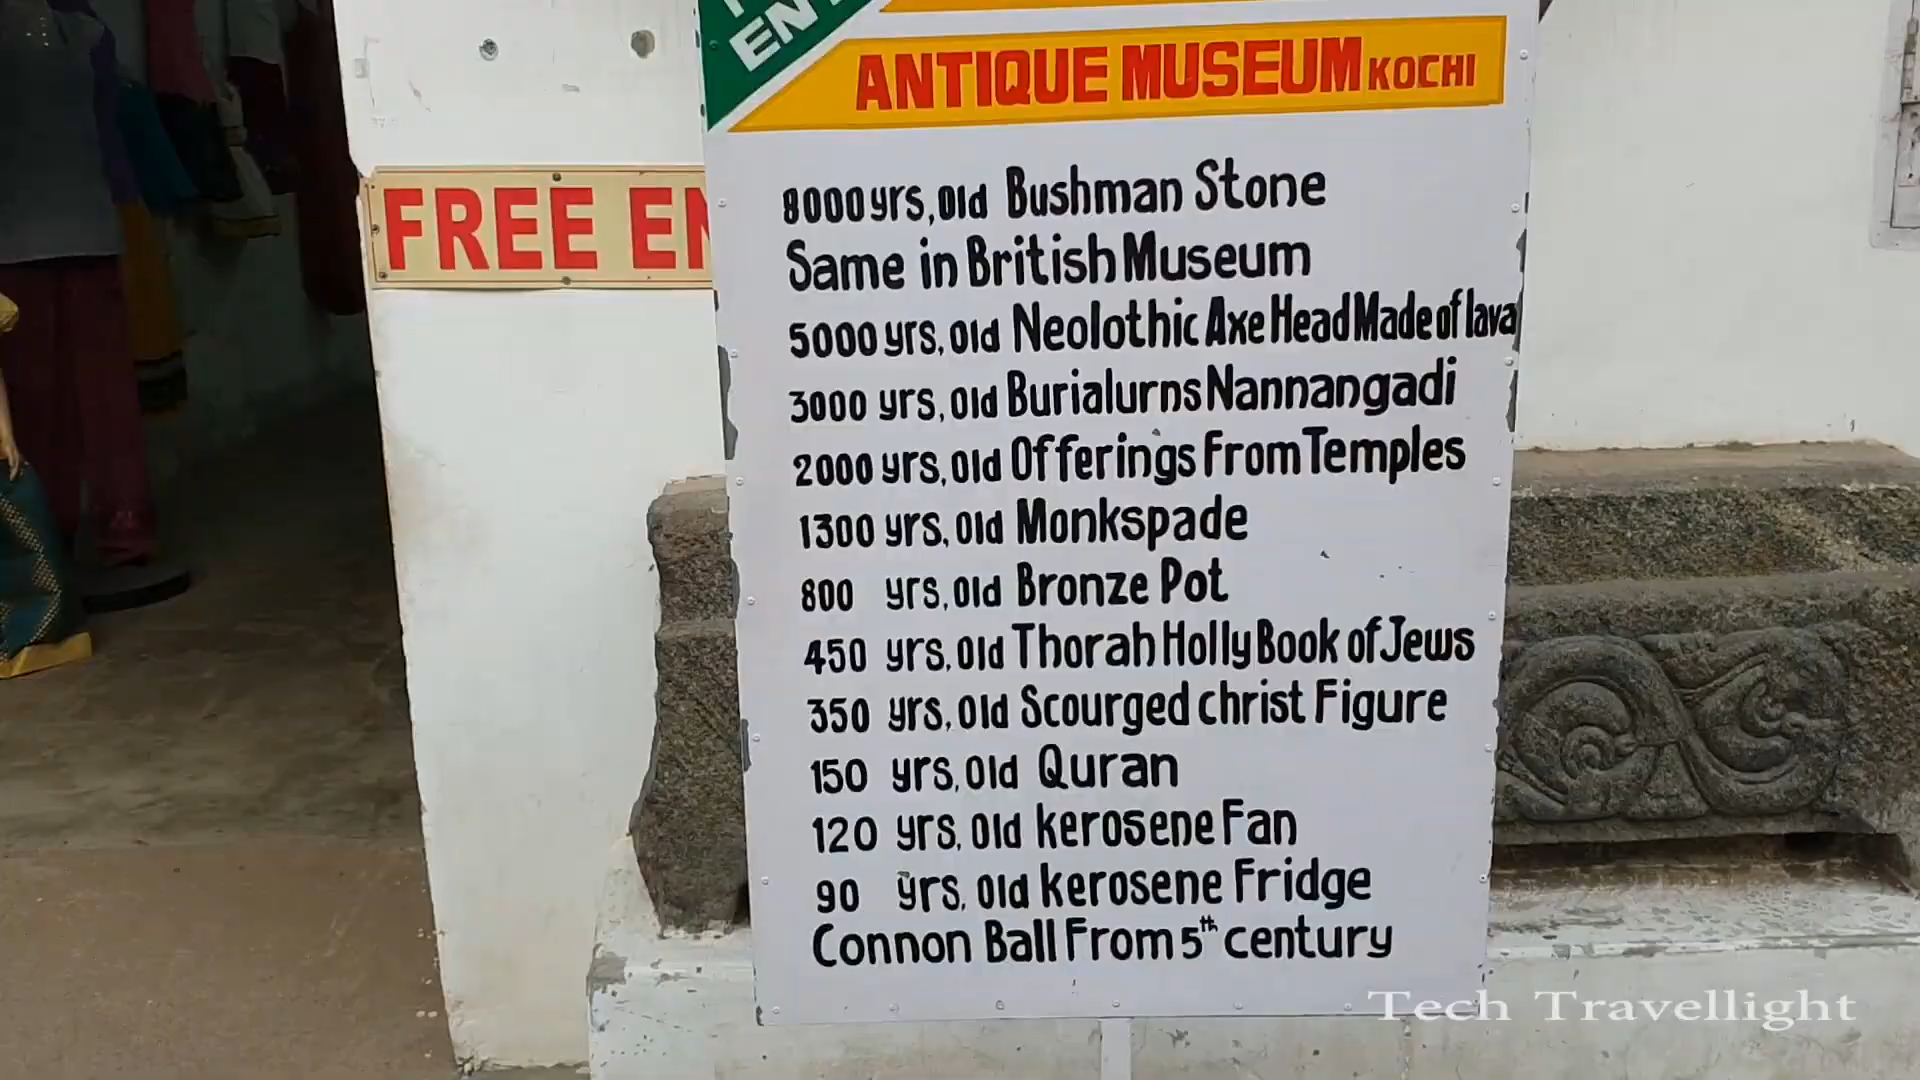 ANTIQUE MUSEUM KOCHI
FREE
8000 yrs, old Bushman Stone
Same in British Museum
5000 yrs, old Neolothic Axe Head Made of lava
3000 yrs, old Burialurns Nannangadi
2000 yrs, old Offerings From Temples
1300 yrs, old Monkspade
800 yrs, old Bronze Pot
450 yrs, old Thorah Holly Book of Jews
350 yrs, old Scourged christ Figure
150 yrs, old Quran
120 yrs, old kerosene Fan
90 yrs, old kerosene Fridge
Connon Ball From 5th century
Tech Travellight